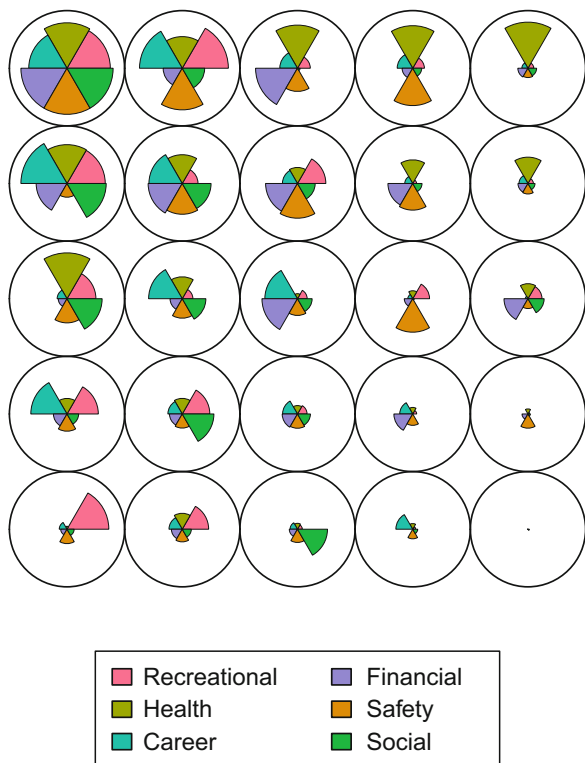 Recreational
Health
Career
Financial
Safety
Social